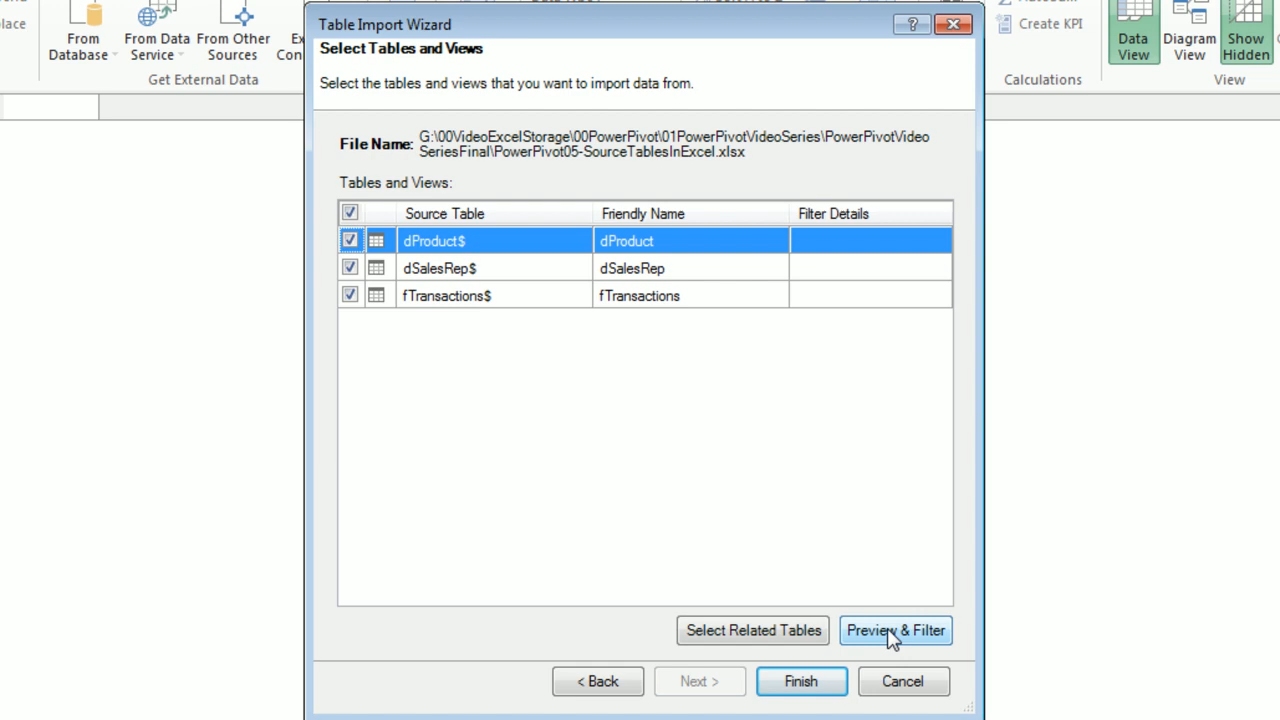 From Database
From Data Service
From Other Sources
Get External Data
Table Import Wizard
?
Create KPI
Calculations
Data View
Diagram View
Show Hidden
View
Select Tables and Views
Select the tables and views that you want to import data from.
File Name:
G:\00VideoExcelStorage\00PowerPivot\01PowerPivotVideoSeries\PowerPivotVideo
SeriesFinal\PowerPivot05-SourceTablesInExcel.xlsx
Tables and Views:
Source Table Friendly Name Filter Details
dProduct$ dProduct
dSalesRep$ dSalesRep
fTransactions$ fTransactions
Select Related Tables Preview & Filter
< Back Next > Finish Cancel